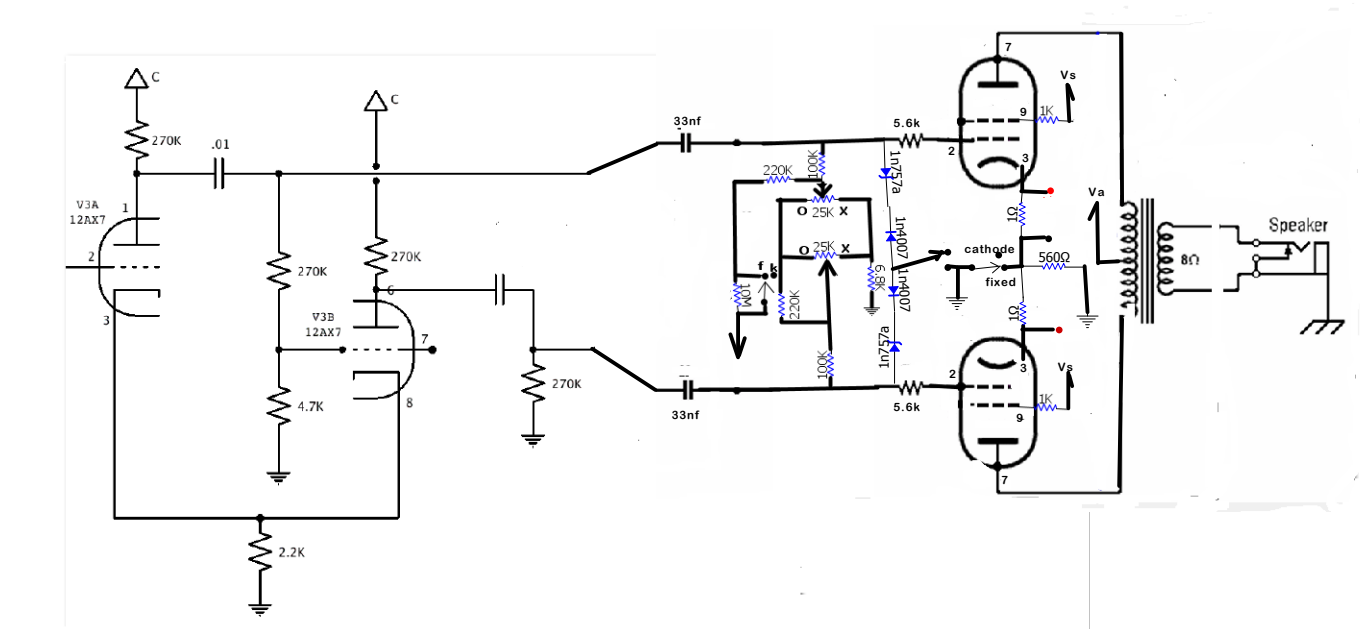 C
270K
.01
V3A
12AX7
1
2
3
270K
4.7K
2.2K
C
270K
6
V3B
12AX7
7
8
270K
33nf
33nf
220K
100K
O 25K X
O 25K X
f k
10M
220K
6.8K
100K
1n757a
1n4007
1n4007
1n757a
5.6k
5.6k
7
9
2
3
1K
Vs
1Ω
cathode
fixed
560Ω
1Ω
Va
2
3
9
7
1K
Vs
8Ω
Speaker